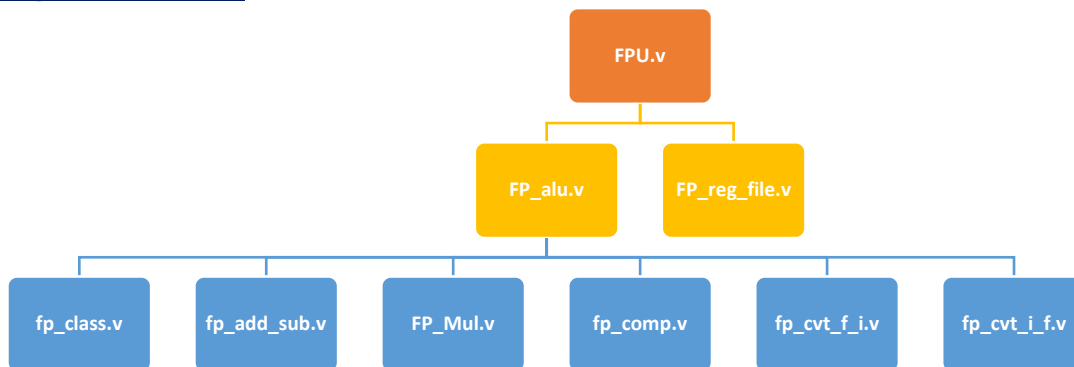 FPU.v
FP_alu.v
FP_reg_file.v
fp_class.v
fp_add_sub.v
FP_Mul.v
fp_comp.v
fp_cvt_f_i.v
fp_cvt_i_f.v